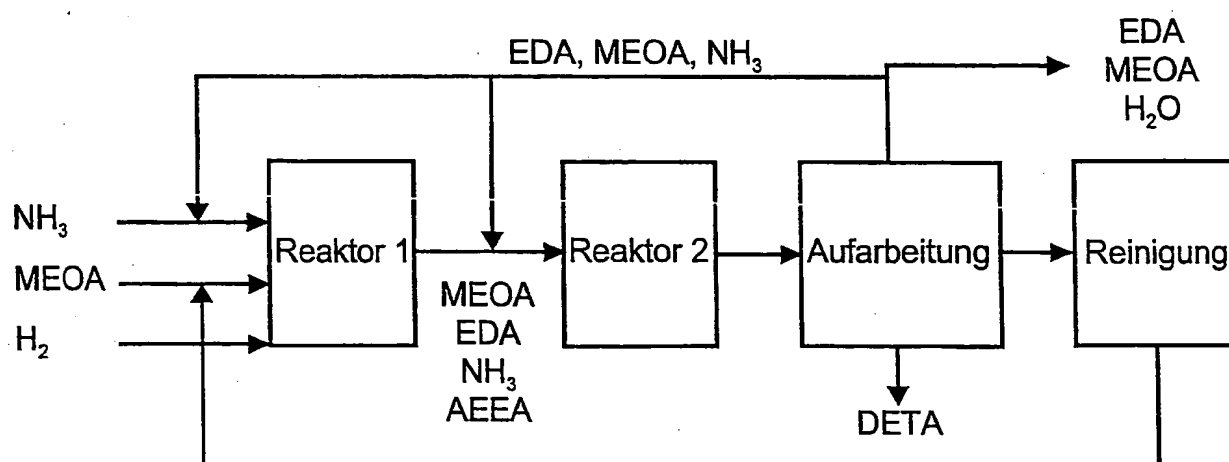 EDA, MEOA, NH₃
EDA
MEOA
H₂O
NH₃
MEOA
H₂
Reaktor 1
MEOA
EDA
NH₃
AEEA
Reaktor 2
Aufarbeitung
DETA
Reinigung